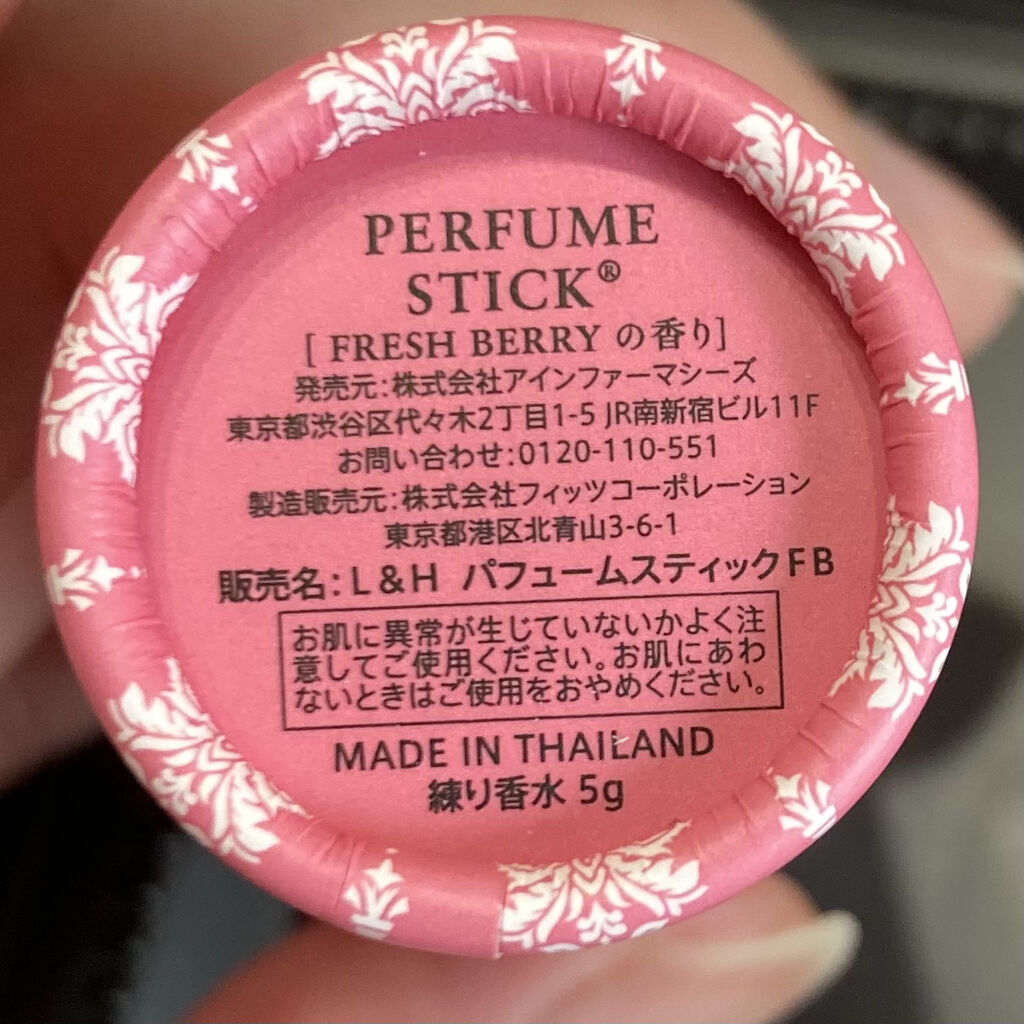 PERFUME
STICK®
[ FRESH BERRY の香り]
発売元:株式会社アインファーマシーズ
東京都渋谷区代々木2丁目1-5 JR南新宿ビル11F
お問い合わせ:0120-110-551
製造販売元:株式会社フィッツコーポレーション
東京都港区北青山3-6-1
販売名:L&H パフュームスティックFB
お肌に異常が生じていないかよく注
意してご使用ください。お肌にあわ
ないときはご使用をおやめください。
MADE IN THAILAND
練り香水 5g